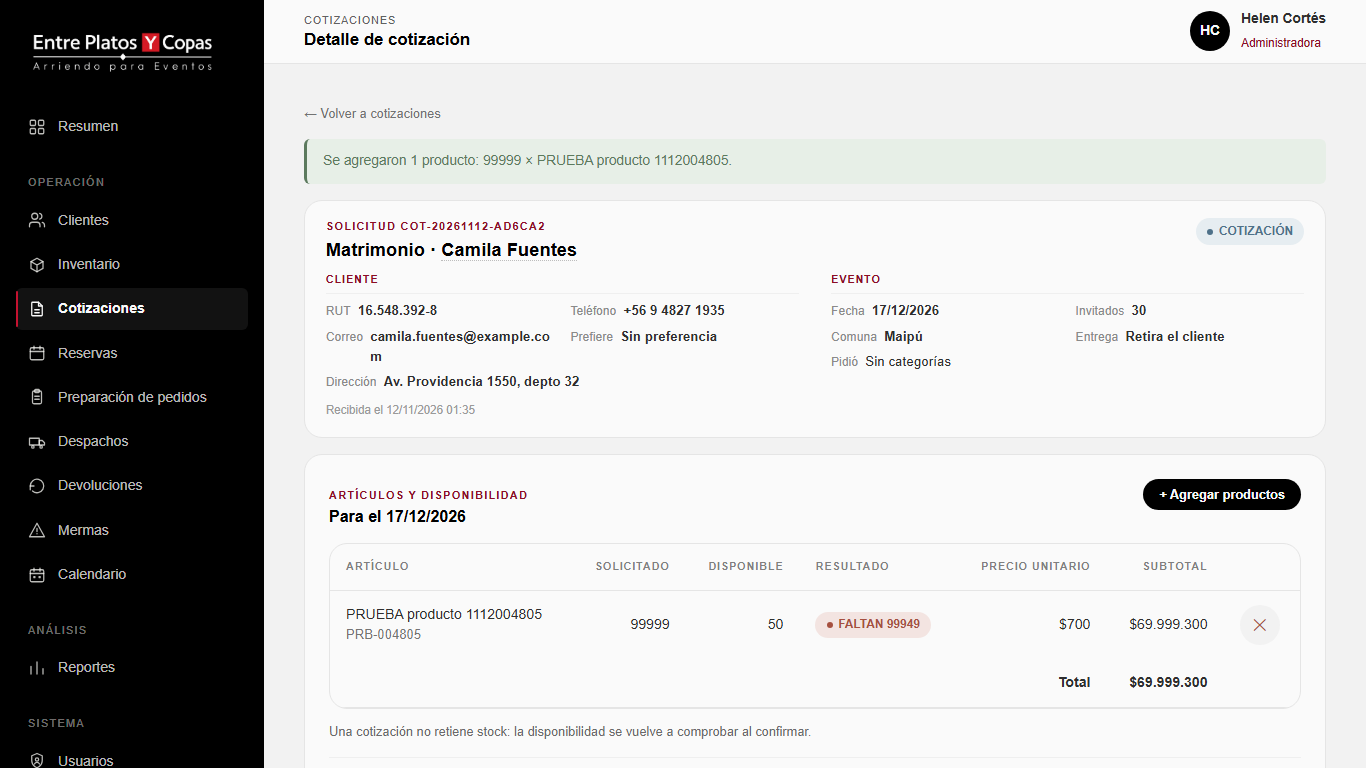 Entre Platos Y Copas
Arriendo para Eventos
Resumen
OPERACIÓN
Clientes
Inventario
Cotizaciones
Reservas
Preparación de pedidos
Despachos
Devoluciones
Mermas
Calendario
ANÁLISIS
Reportes
SISTEMA
Usuarios
COTIZACIONES
Detalle de cotización
HC
Helen Cortés
Administradora
← Volver a cotizaciones
Se agregaron 1 producto: 99999 × PRUEBA producto 1112004805.
SOLICITUD COT-20261112-AD6CA2
Matrimonio · Camila Fuentes
COTIZACIÓN
CLIENTE
RUT 16.548.392-8
Teléfono +56 9 4827 1935
Correo camila.fuentes@example.co
m
Prefiere Sin preferencia
Dirección Av. Providencia 1550, depto 32
Recibida el 12/11/2026 01:35
EVENTO
Fecha 17/12/2026
Invitados 30
Comuna Maipú
Entrega Retira el cliente
Pidió Sin categorías
ARTÍCULOS Y DISPONIBILIDAD
Para el 17/12/2026
+ Agregar productos
ARTÍCULO SOLICITADO DISPONIBLE RESULTADO PRECIO UNITARIO SUBTOTAL
PRUEBA producto 1112004805
PRB-004805
99999 50 FALTAN 99949 $700 $69.999.300
Total $69.999.300
Una cotización no retiene stock: la disponibilidad se vuelve a comprobar al confirmar.